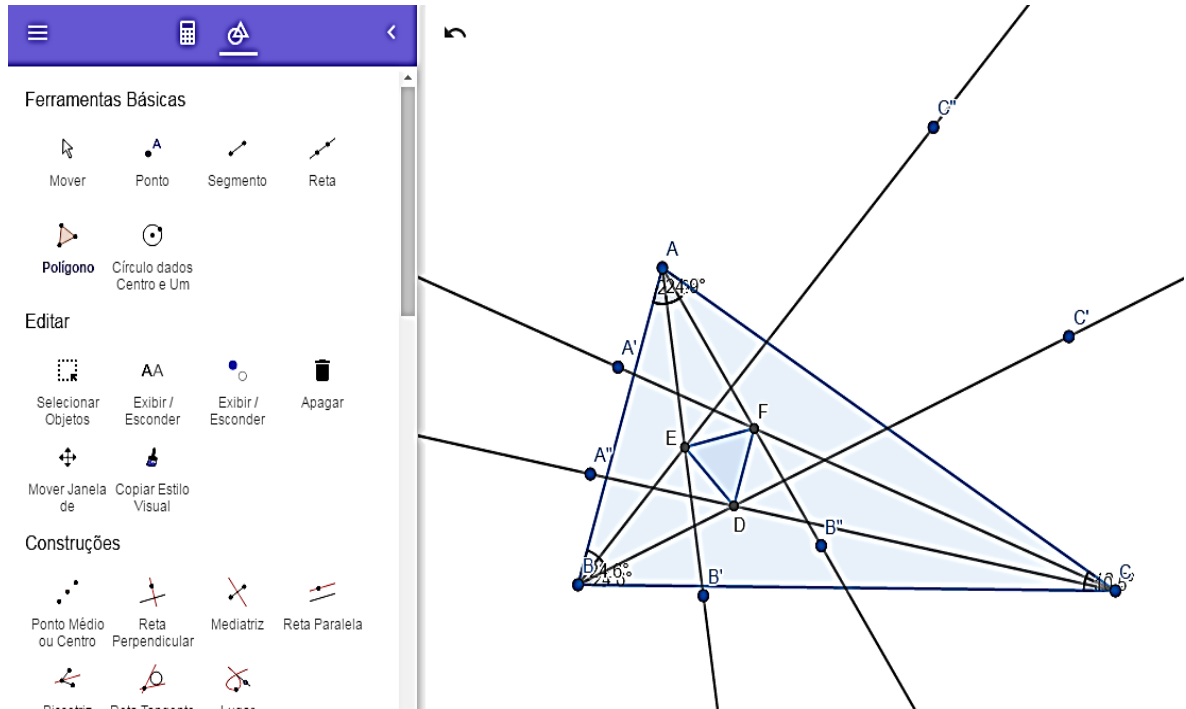 Ferramentas Básicas
A
Mover
Ponto
Segmento
Reta
Polígono
Círculo dados
Centro e Um
Editar
AA
Selecionar
Objetos
Exibir /
Esconder
Exibir /
Esconder
Apagar
Mover Janela
de
Copiar Estilo
Visual
Construções
Ponto Médio
ou Centro
Reta
Perpendicular
Mediatriz
Reta Paralela
C''
A
C'
A'
F
E
A''
D
B''
B
B'
C